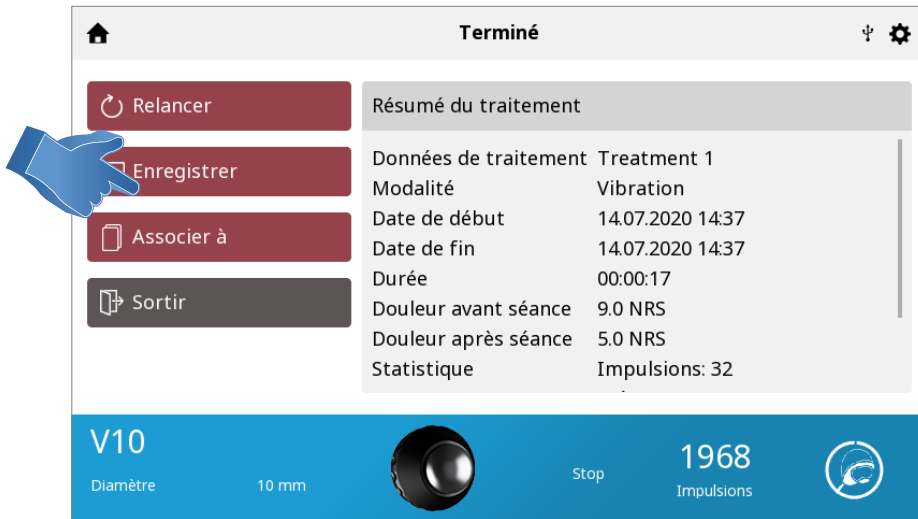 Terminé
Relancer
Enregistrer
Associer à
Sortir
Résumé du traitement
Données de traitement Treatment 1
Modalité Vibration
Date de début 14.07.2020 14:37
Date de fin 14.07.2020 14:37
Durée 00:00:17
Douleur avant séance 9.0 NRS
Douleur après séance 5.0 NRS
Statistique Impulsions: 32
V10
Diamètre 10 mm
Stop
1968
Impulsions